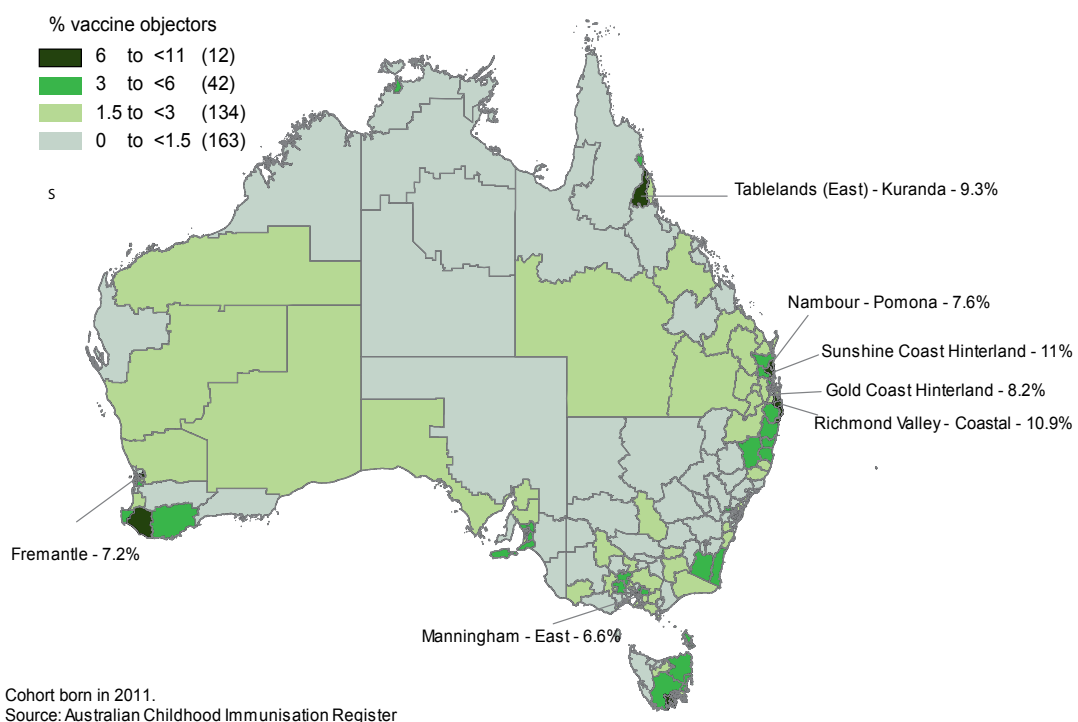 % vaccine objectors
6 to <11 (12)
3 to <6 (42)
1.5 to <3 (134)
0 to <1.5 (163)
S
Tablelands (East) - Kuranda - 9.3%
Nambour - Pomona - 7.6%
Sunshine Coast Hinterland - 11%
Gold Coast Hinterland - 8.2%
Richmond Valley - Coastal - 10.9%
Fremantle - 7.2%
Manningham - East - 6.6%
Cohort born in 2011.
Source: Australian Childhood Immunisation Register